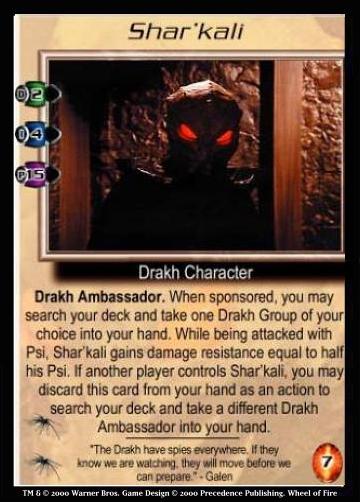 Shar'kali
D 2
I 4
P15
Drakh Character
Drakh Ambassador. When sponsored, you may
search your deck and take one Drakh Group of your
choice into your hand. While being attacked with
Psi, Shar'kali gains damage resistance equal to half
his Psi. If another player controls Shar'kali, you may
discard this card from your hand as an action to
search your deck and take a different Drakh
Ambassador into your hand.
"The Drakh have spies everywhere. If they
know we are watching, they will move before we
can prepare." - Galen
7
TM & © 2000 Warner Bros. Game Design © 2000 Precedence Publishing. Wheel of Fire